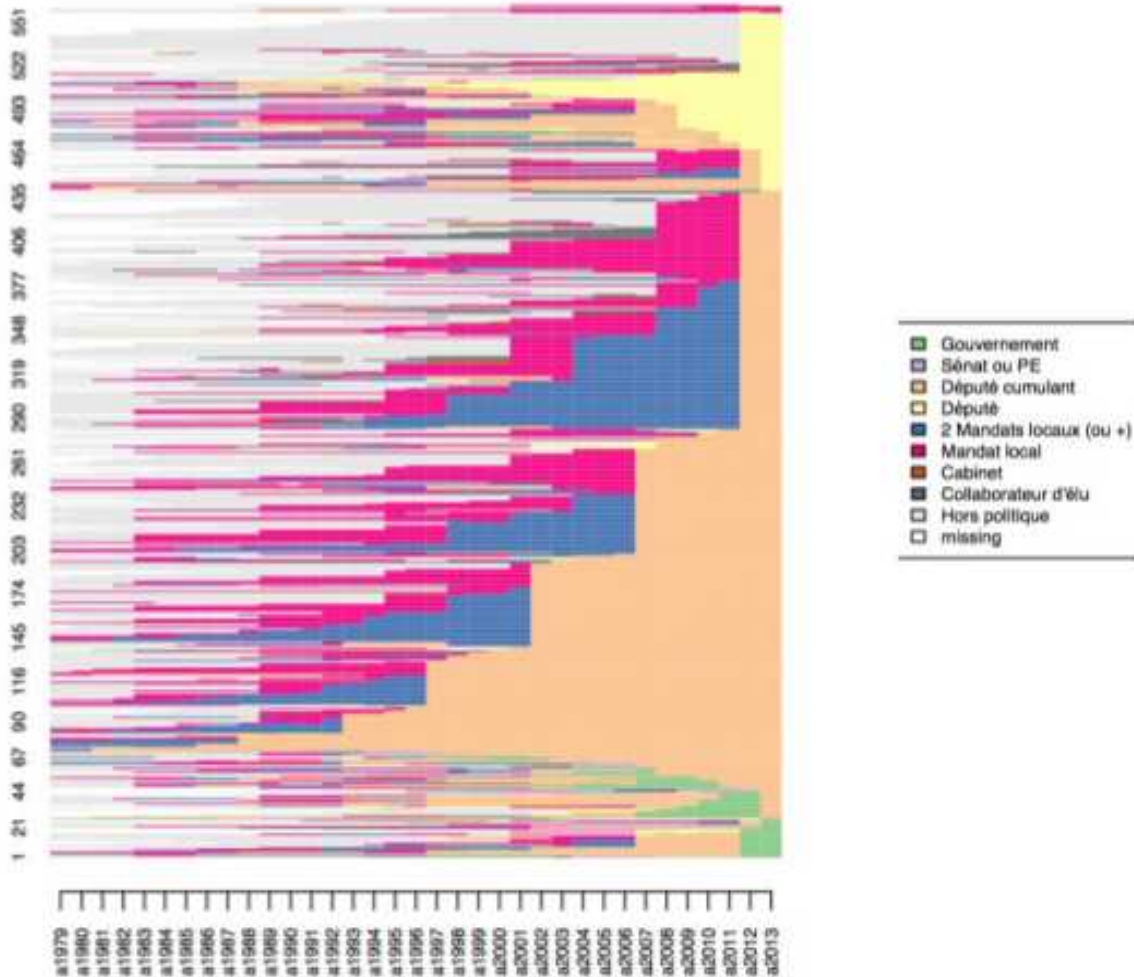 551
522
493
464
435
406
377
348
319
290
261
232
203
174
145
116
90
67
44
21
1
a1979
a1980
a1981
a1982
a1983
a1984
a1985
a1986
a1987
a1988
a1989
a1990
a1991
a1992
a1993
a1994
a1995
a1996
a1997
a1998
a1999
a2000
a2001
a2002
a2003
a2004
a2005
a2006
a2007
a2008
a2009
a2010
a2011
a2012
a2013
Gouvernement
Sénat ou PE
Député cumulant
Député
2 Mandats locaux (ou +)
Mandat local
Cabinet
Collaborateur d'élu
Hors politique
missing